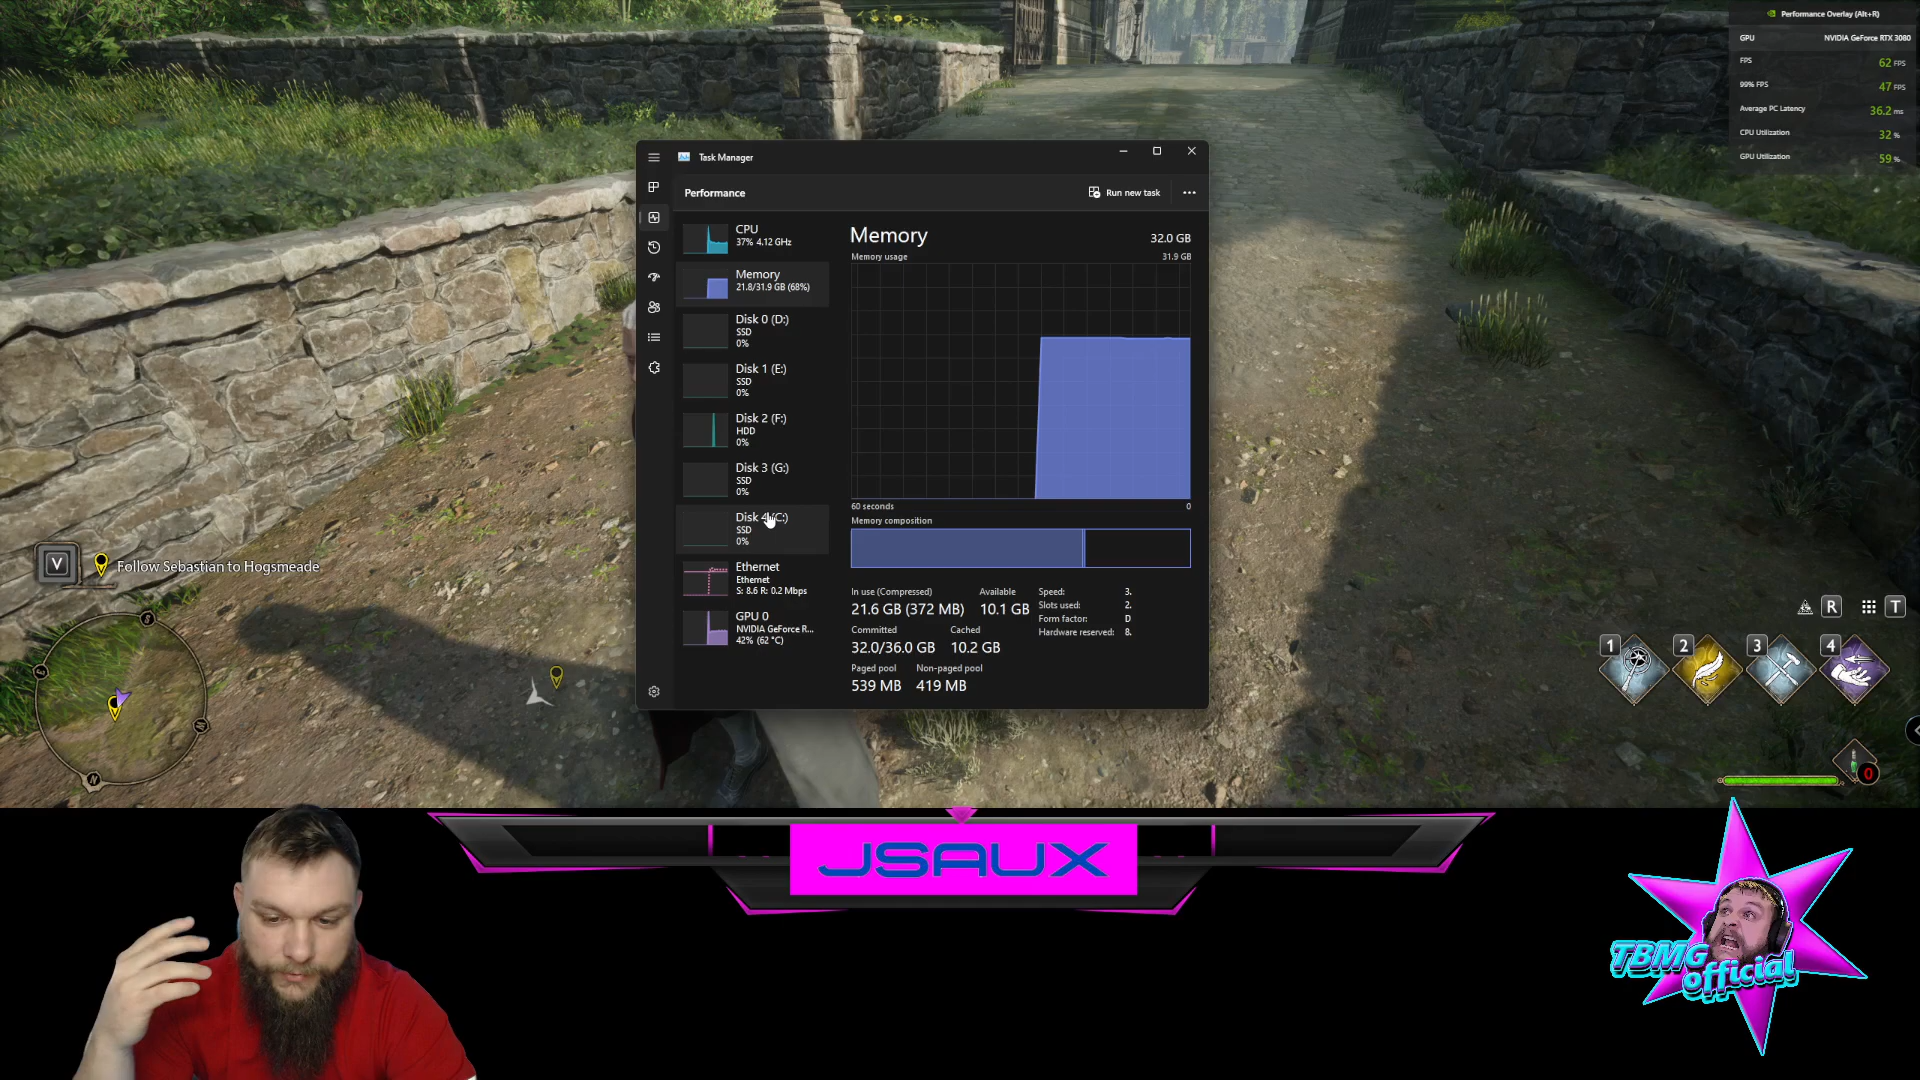 Performance Overlay (Alt+R)
GPU NVIDIA GeForce RTX 3080
FPS 62 FPS
99% FPS 47 FPS
Average PC Latency 36.2 ms
CPU Utilization 32 %
GPU Utilization 59 %
Task Manager
Performance
Run new task
CPU
37% 4.12 GHz
Memory
21.8/31.9 GB (68%)
Disk 0 (D:)
SSD
0%
Disk 1 (E:)
SSD
0%
Disk 2 (F:)
HDD
0%
Disk 3 (G:)
SSD
0%
Disk 4 (C:)
SSD
0%
Ethernet
Ethernet
S: 8.6 R: 0.2 Mbps
GPU 0
NVIDIA GeForce R...
42% (62 °C)
Memory 32.0 GB
Memory usage 31.9 GB
60 seconds 0
Memory composition
In use (Compressed) Available
21.6 GB (372 MB) 10.1 GB
Committed Cached
32.0/36.0 GB 10.2 GB
Paged pool Non-paged pool
539 MB 419 MB
Speed: 3.
Slots used: 2.
Form factor: D
Hardware reserved: 8.
V Follow Sebastian to Hogsmeade
S
N
R T
1 2 3 4
0
JSAUX
TBMG
official